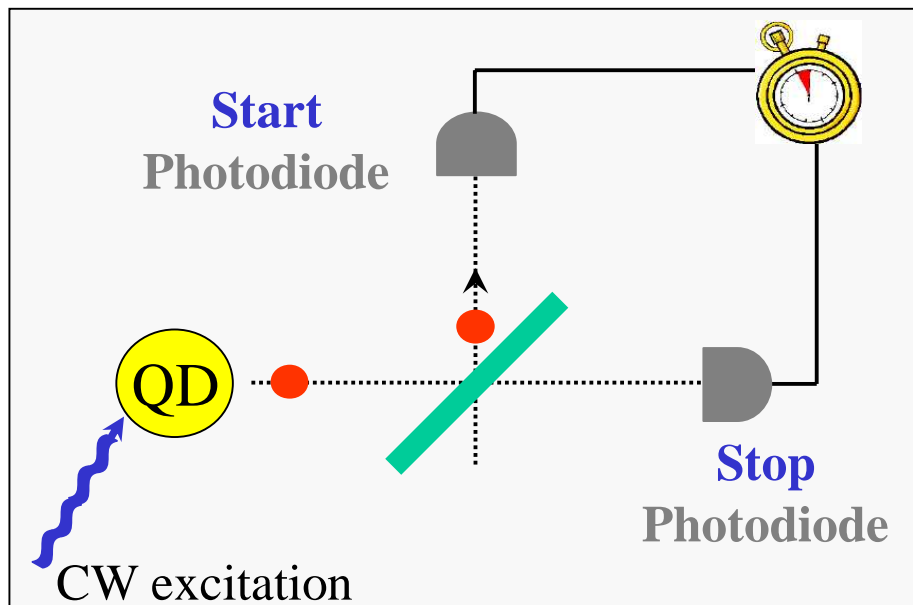 Start
Photodiode
QD
Stop
Photodiode
CW excitation